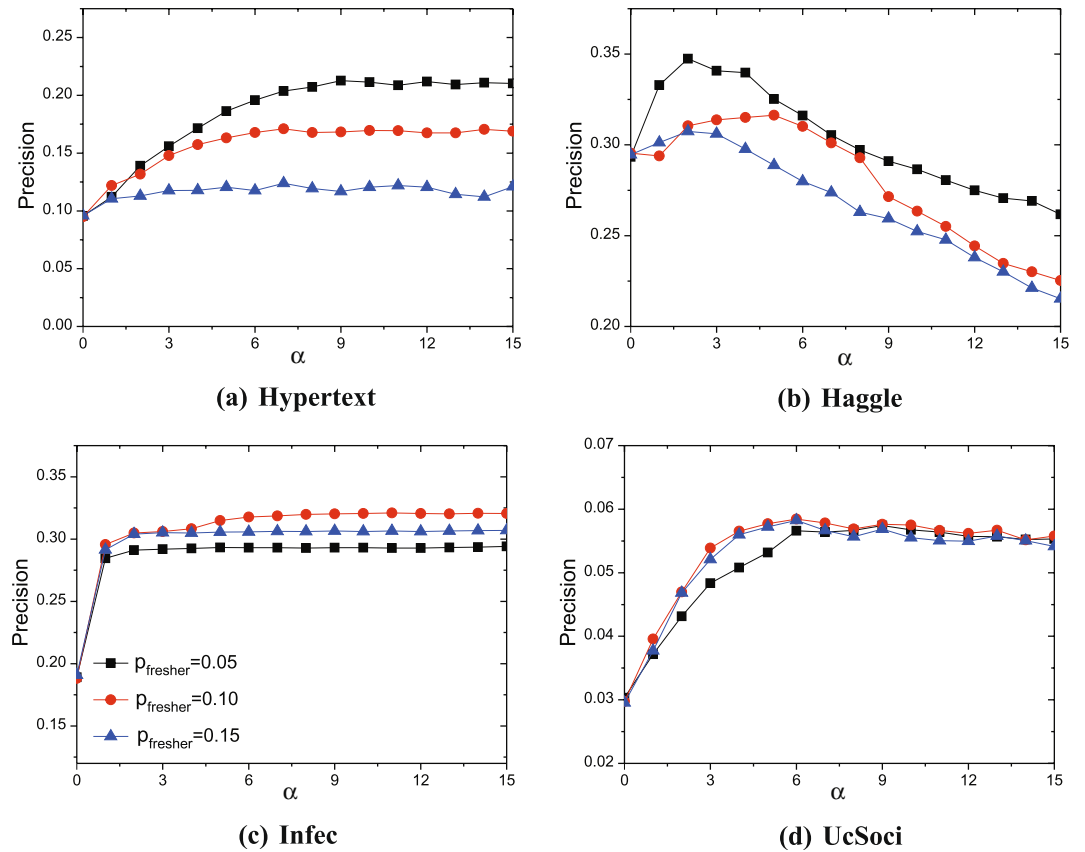 0.25
0.20
0.15
0.10
0.05
0.00
Precision
0 3 6 9 12 15
α
(a) Hypertext
0.35
0.30
0.25
0.20
Precision
0 3 6 9 12 15
α
(b) Haggle
0.35
0.30
0.25
0.20
0.15
Precision
p_fresher=0.05
p_fresher=0.10
p_fresher=0.15
0 3 6 9 12 15
α
(c) Infec
0.07
0.06
0.05
0.04
0.03
0.02
Precision
0 3 6 9 12 15
α
(d) UcSoci